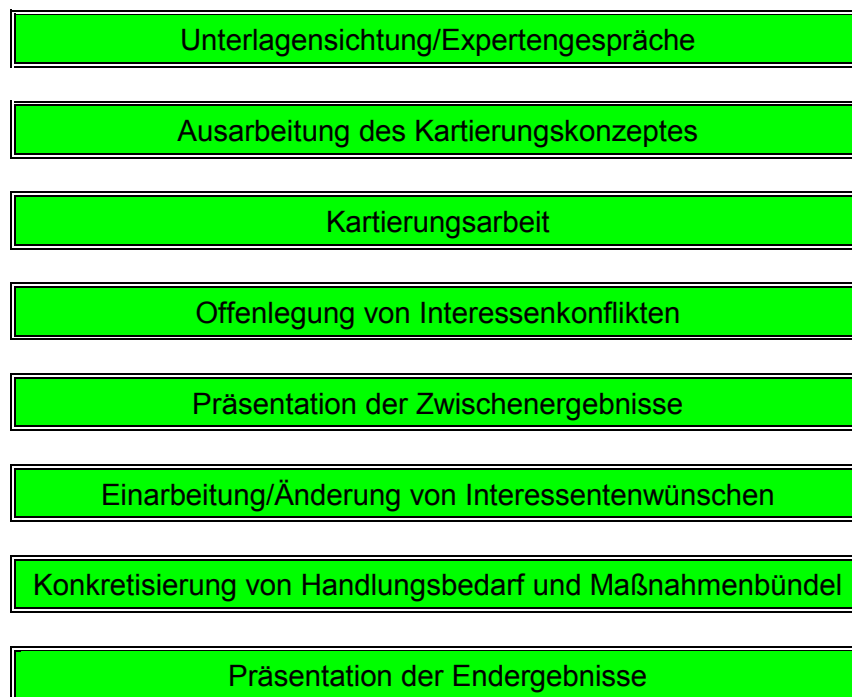 Unterlagensichtung/Expertengespräche
Ausarbeitung des Kartierungskonzeptes
Kartierungsarbeit
Offenlegung von Interessenkonflikten
Präsentation der Zwischenergebnisse
Einarbeitung/Änderung von Interessentenwünschen
Konkretisierung von Handlungsbedarf und Maßnahmenbündel
Präsentation der Endergebnisse